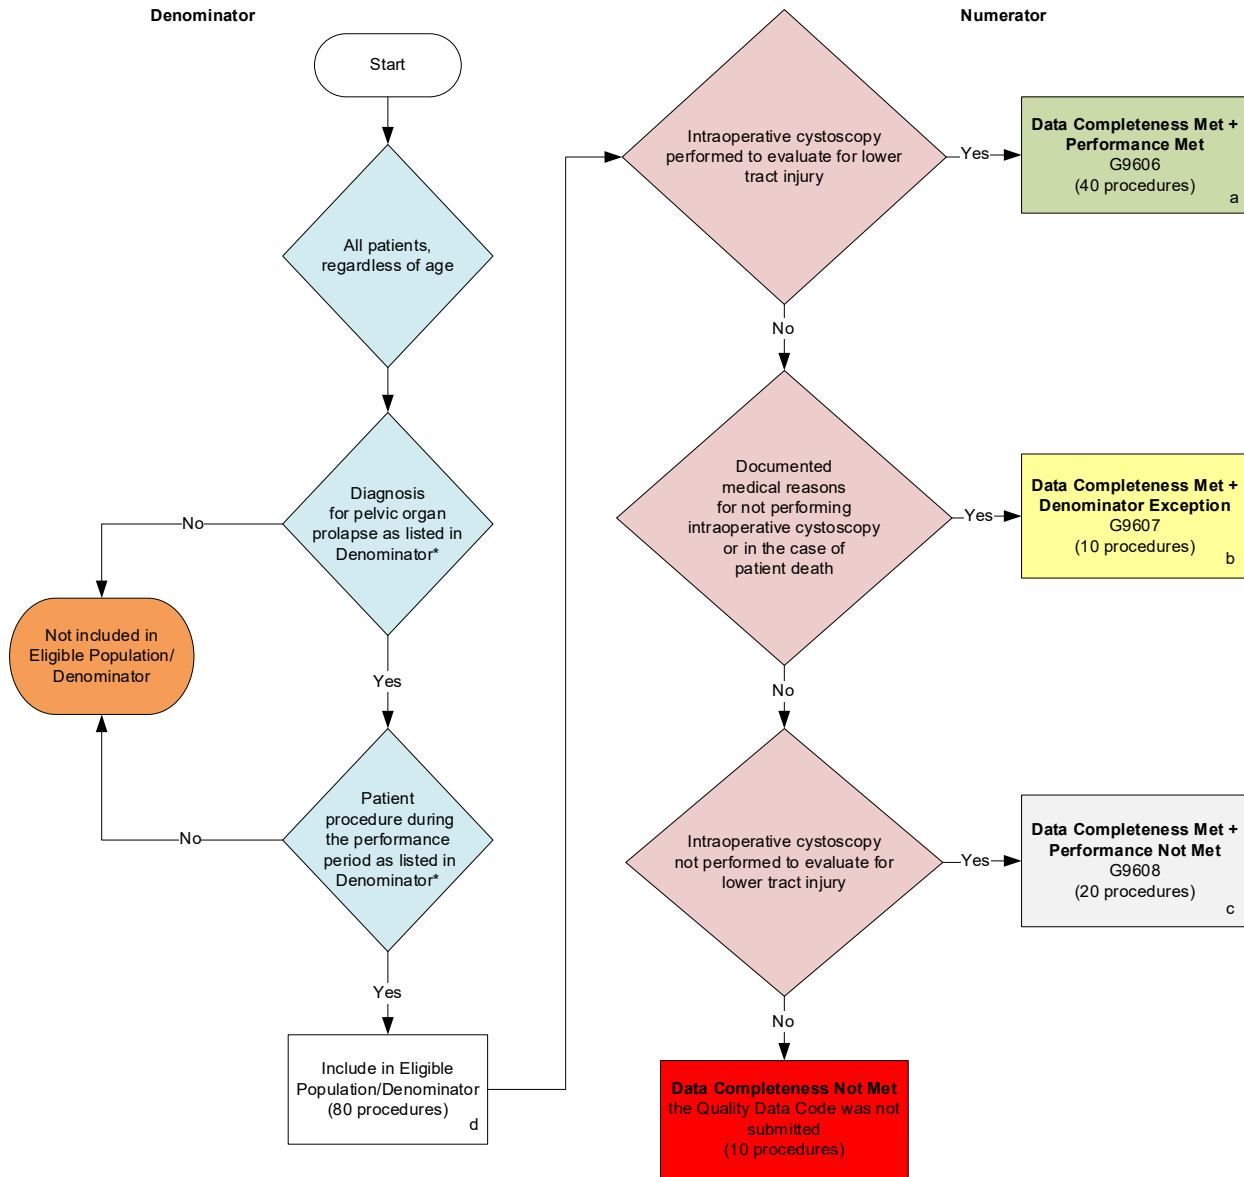 Denominator
Numerator
Start
All patients,
regardless of age
Diagnosis
for pelvic organ
prolapse as listed in
Denominator*
No
Not included in
Eligible Population/
Denominator
Yes
Patient
procedure during
the performance
period as listed in
Denominator*
No
Yes
Include in Eligible
Population/Denominator
(80 procedures)
d
Intraoperative cystoscopy
performed to evaluate for lower
tract injury
Yes
Data Completeness Met +
Performance Met
G9606
(40 procedures)
a
No
Documented
medical reasons
for not performing
intraoperative cystoscopy
or in the case of
patient death
Yes
Data Completeness Met +
Denominator Exception
G9607
(10 procedures)
b
No
Intraoperative cystoscopy
not performed to evaluate for
lower tract injury
Yes
Data Completeness Met +
Performance Not Met
G9608
(20 procedures)
c
No
Data Completeness Not Met
the Quality Data Code was not
submitted
(10 procedures)